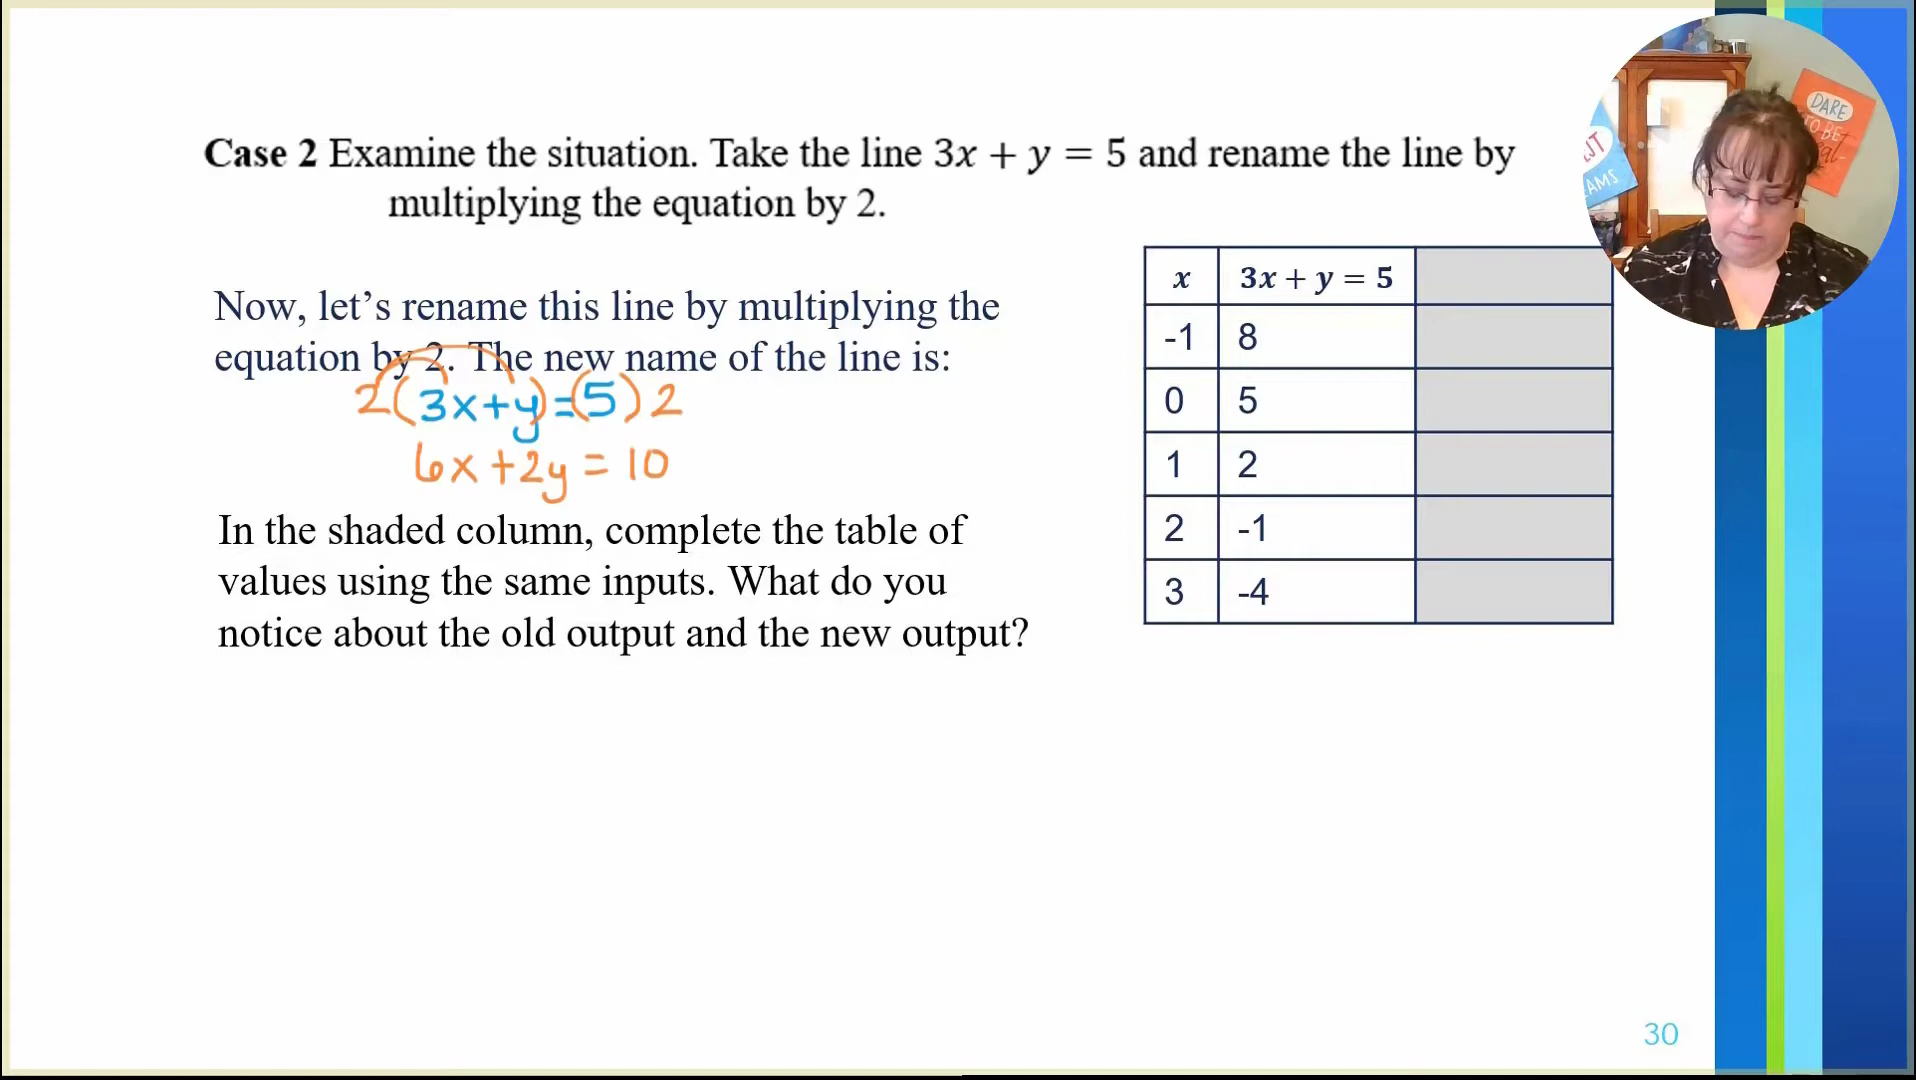 Case 2 Examine the situation. Take the line 3x + y = 5 and rename the line by
multiplying the equation by 2.
Now, let's rename this line by multiplying the
equation by 2. The new name of the line is:
2(3x+y)=(5)2
6x+2y=10
In the shaded column, complete the table of
values using the same inputs. What do you
notice about the old output and the new output?
x 3x + y = 5
-1 8
0 5
1 2
2 -1
3 -4
DARE
TO BE
30